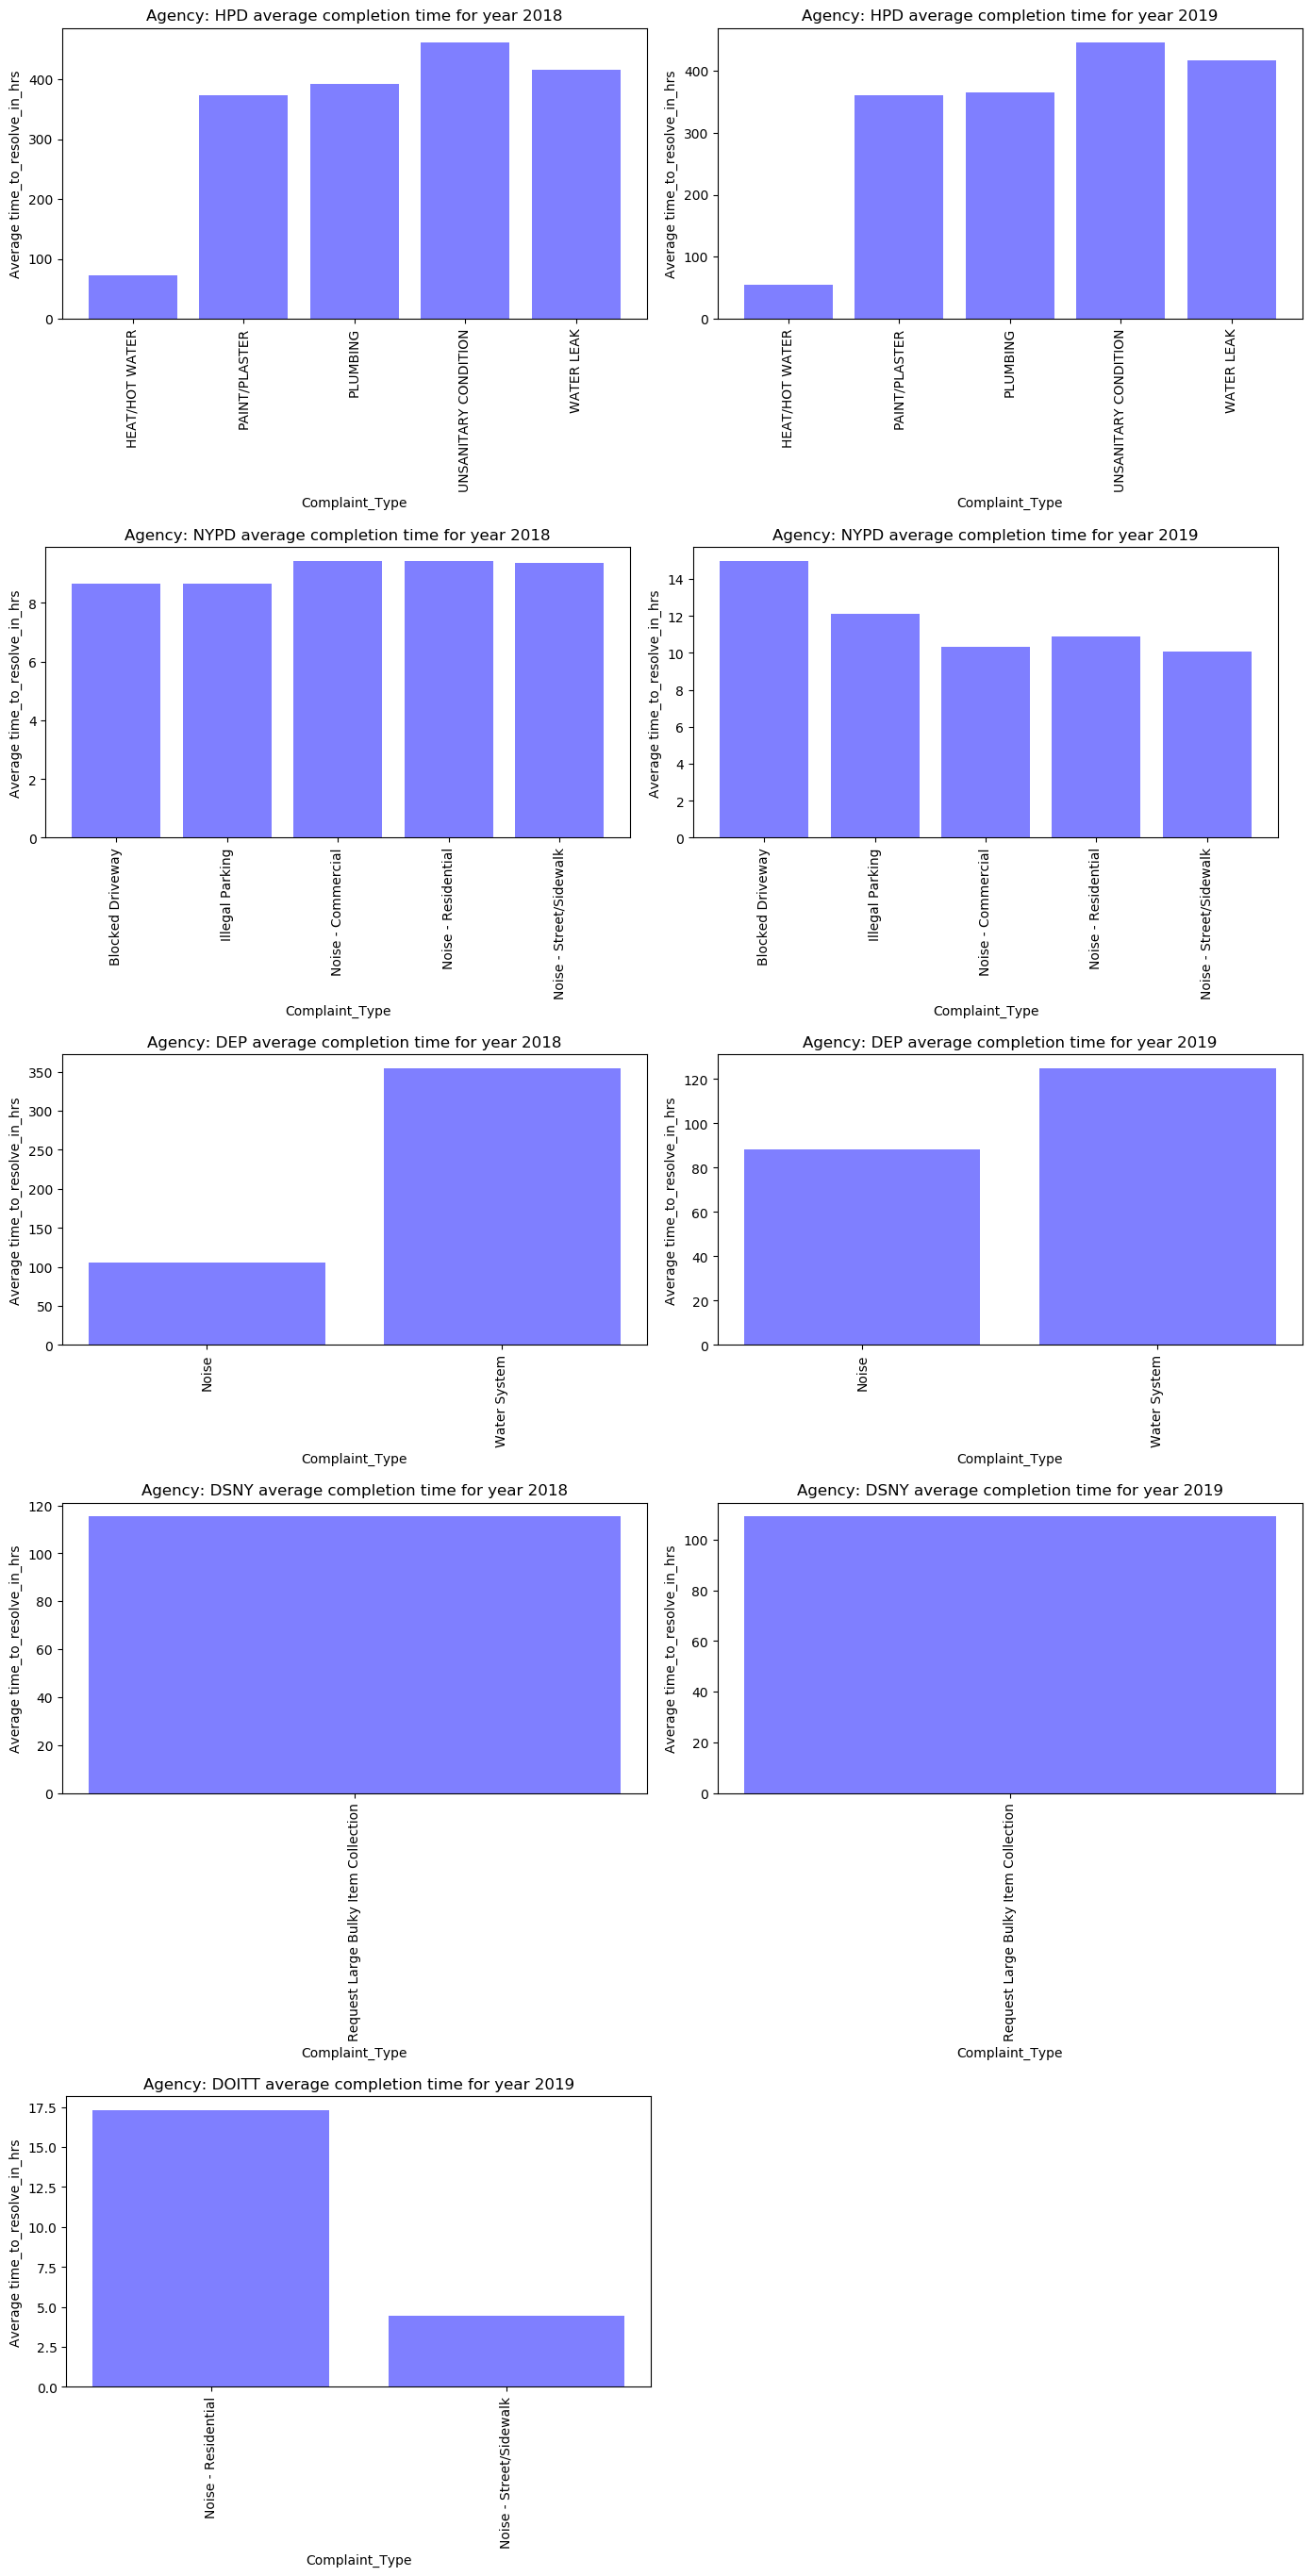 Agency: HPD average completion time for year 2018
Average time_to_resolve_in_hrs
400
300
200
100
0
HEAT/HOT WATER
PAINT/PLASTER
PLUMBING
UNSANITARY CONDITION
WATER LEAK
Complaint_Type
Agency: HPD average completion time for year 2019
Average time_to_resolve_in_hrs
400
300
200
100
0
HEAT/HOT WATER
PAINT/PLASTER
PLUMBING
UNSANITARY CONDITION
WATER LEAK
Complaint_Type
Agency: NYPD average completion time for year 2018
Average time_to_resolve_in_hrs
8
6
4
2
0
Blocked Driveway
Illegal Parking
Noise - Commercial
Noise - Residential
Noise - Street/Sidewalk
Complaint_Type
Agency: NYPD average completion time for year 2019
Average time_to_resolve_in_hrs
14
12
10
8
6
4
2
0
Blocked Driveway
Illegal Parking
Noise - Commercial
Noise - Residential
Noise - Street/Sidewalk
Complaint_Type
Agency: DEP average completion time for year 2018
Average time_to_resolve_in_hrs
350
300
250
200
150
100
50
0
Noise
Water System
Complaint_Type
Agency: DEP average completion time for year 2019
Average time_to_resolve_in_hrs
120
100
80
60
40
20
0
Noise
Water System
Complaint_Type
Agency: DSNY average completion time for year 2018
Average time_to_resolve_in_hrs
120
100
80
60
40
20
0
Request Large Bulky Item Collection
Complaint_Type
Agency: DSNY average completion time for year 2019
Average time_to_resolve_in_hrs
100
80
60
40
20
0
Request Large Bulky Item Collection
Complaint_Type
Agency: DOITT average completion time for year 2019
Average time_to_resolve_in_hrs
17.5
15.0
12.5
10.0
7.5
5.0
2.5
0.0
Noise - Residential
Noise - Street/Sidewalk
Complaint_Type